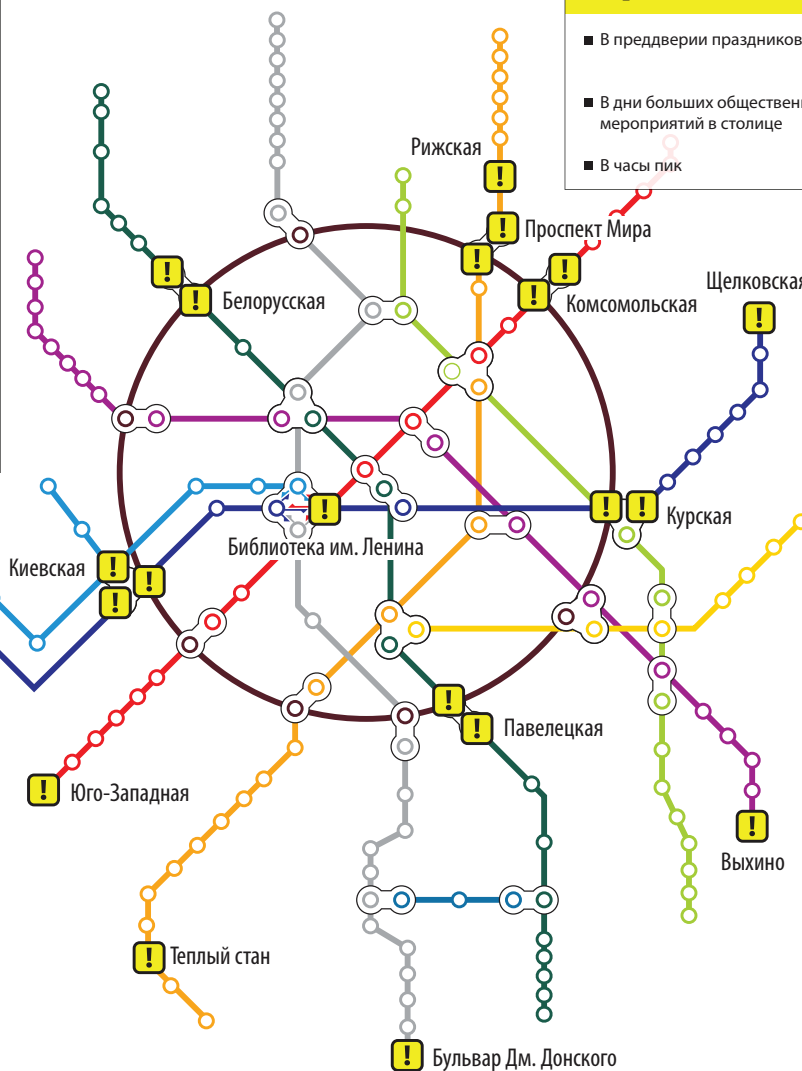 ■ В преддверии праздников
■ В дни больших
мероприятий в столице
■ В часы пик
Рижская
Проспект Мира
Комсомольская
Белорусская
Щелковская
Курская
Библиотека им. Ленина
Киевская
Павелецкая
Юго-Западная
Выхино
Теплый стан
Бульвар Дм. Донского